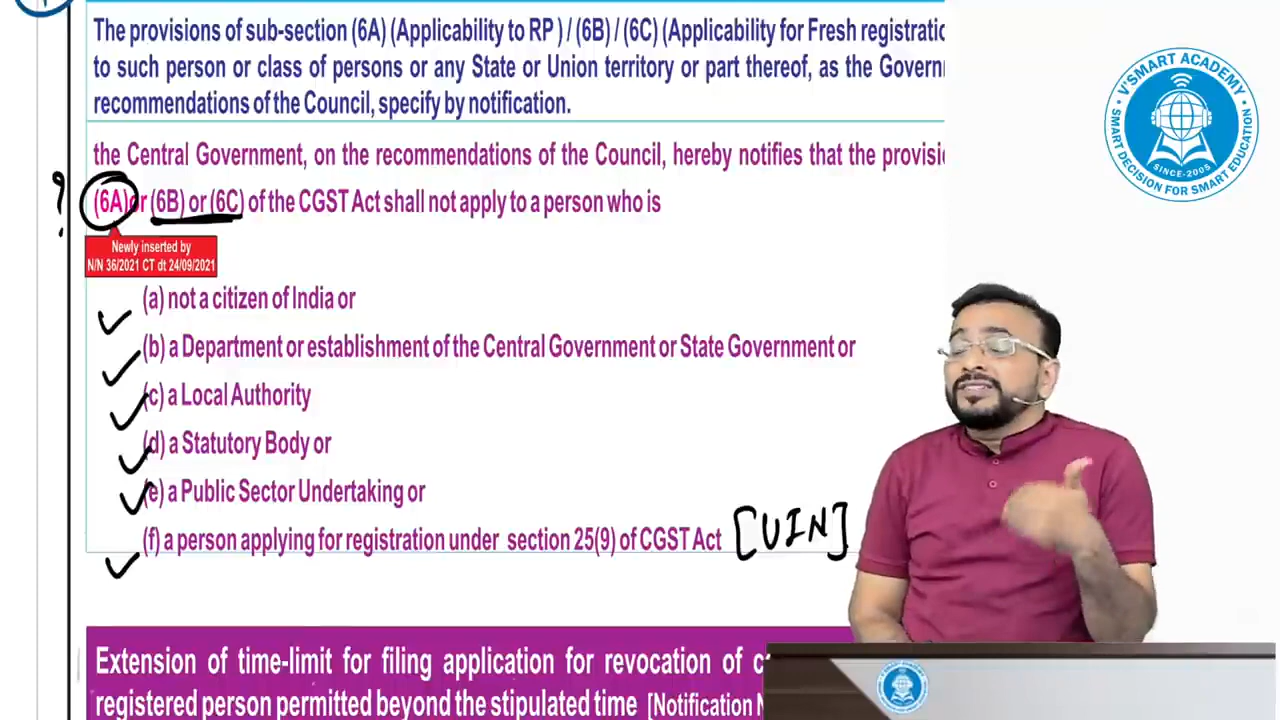 The provisions of sub-section (6A) (Applicability to RP ) / (6B) / (6C) (Applicability for Fresh registratio
to such person or class of persons or any State or Union territory or part thereof, as the Governm
recommendations of the Council, specify by notification.
the Central Government, on the recommendations of the Council, hereby notifies that the provisi
? (6A)or (6B) or (6C) of the CGST Act shall not apply to a person who is
Newly inserted by
N/N 36/2021 CT dt 24/09/2021
(a) not a citizen of India or
(b) a Department or establishment of the Central Government or State Government or
(c) a Local Authority
(d) a Statutory Body or
(e) a Public Sector Undertaking or
(f) a person applying for registration under section 25(9) of CGST Act [UIN]
Extension of time-limit for filing application for revocation of c
registered person permitted beyond the stipulated time [Notification N
V'SMART ACADEMY
SINCE-2005
SMART DECISION FOR SMART EDUCATION